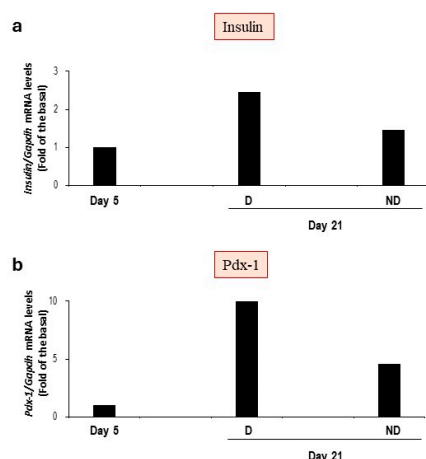 a
Insulin
Insulin/Gapdh mRNA levels
(Fold of the basal)
3
2
1
0
Day 5
D
ND
Day 21
b
Pdx-1
Pdx-1/Gapdh mRNA levels
(Fold of the basal)
10
5
0
Day 5
D
ND
Day 21